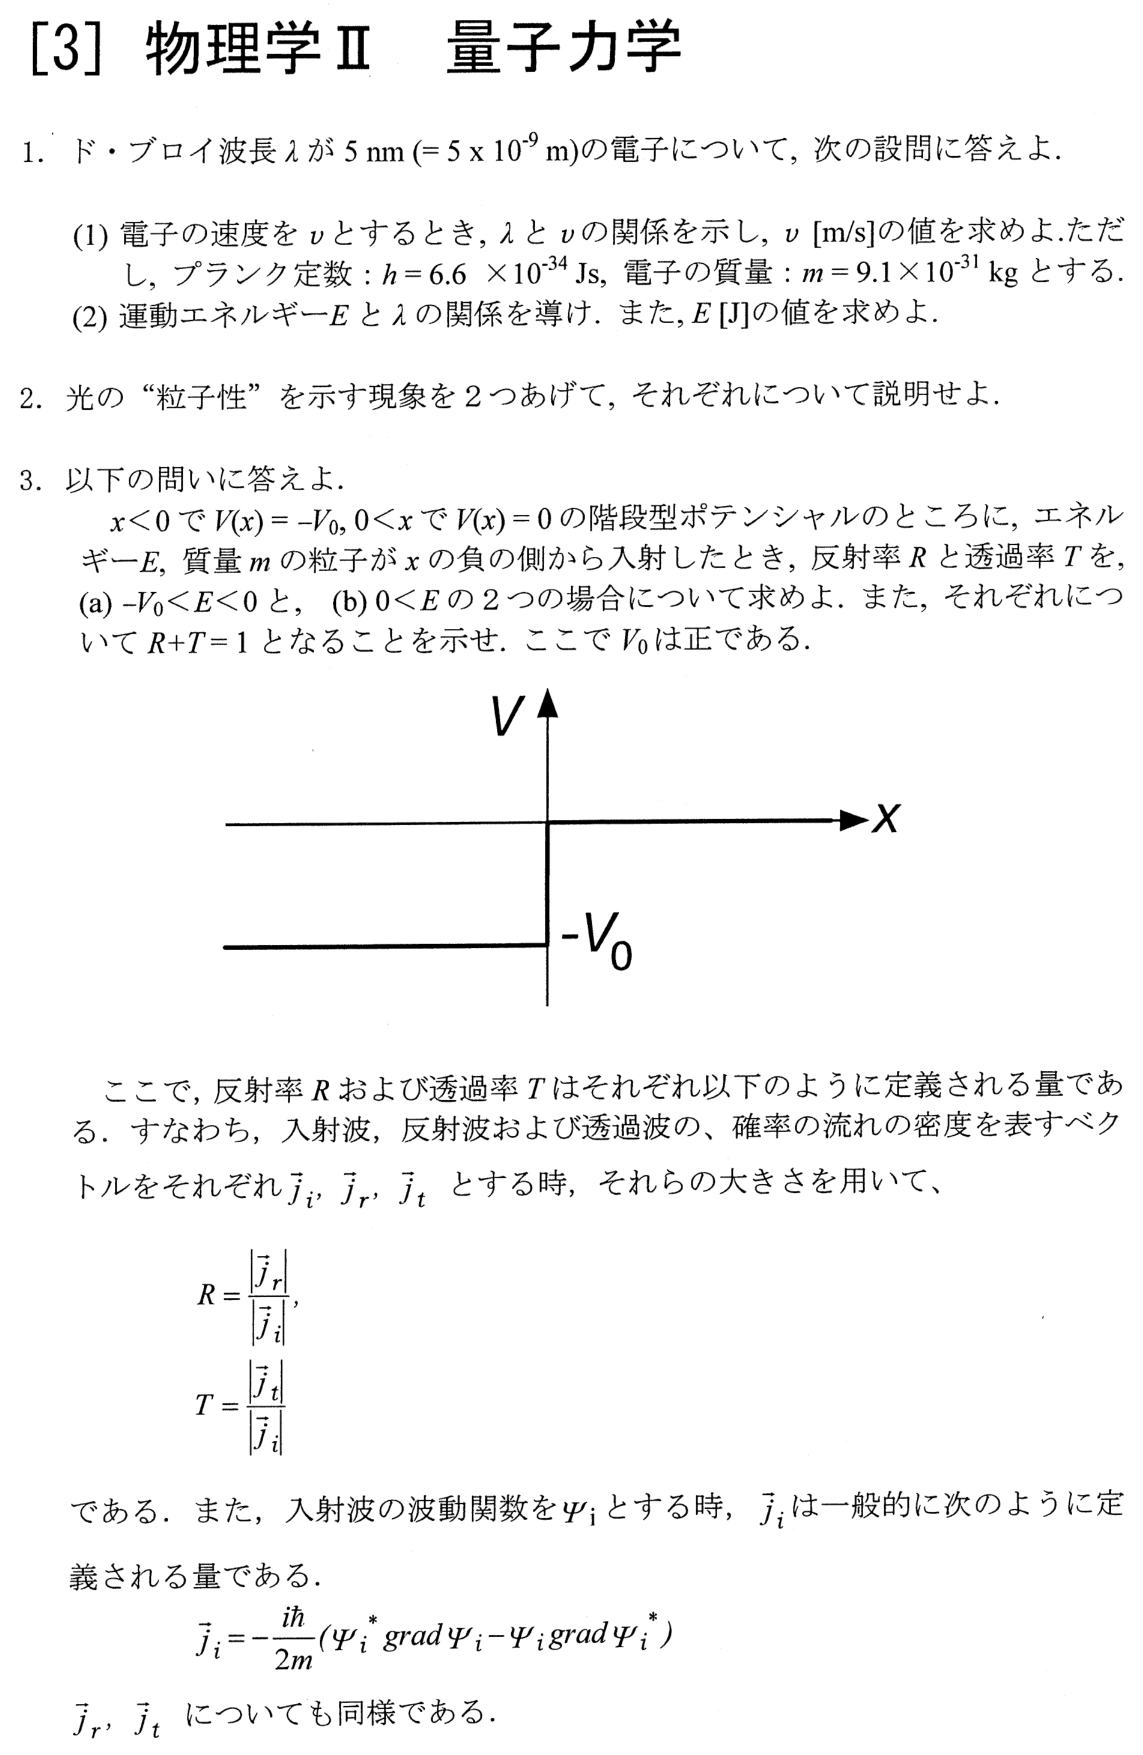 [3] 物理学Ⅱ 量子力学
1. ド・ブロイ波長λが 5 nm (= 5 x 10⁻⁹ m)の電子について, 次の設問に答えよ.
(1) 電子の速度を υとするとき, λと υの関係を示し, υ [m/s]の値を求めよ.ただ
し, プランク定数 : h = 6.6 ×10⁻³⁴ Js, 電子の質量 : m = 9.1×10⁻³¹ kg とする.
(2) 運動エネルギーE とλの関係を導け. また, E [J]の値を求めよ.
2. 光の “粒子性” を示す現象を2つあげて, それぞれについて説明せよ.
3. 以下の問いに答えよ.
x<0 で V(x) = –V₀, 0<x で V(x) = 0 の階段型ポテンシャルのところに, エネル
ギーE, 質量 m の粒子が x の負の側から入射したとき, 反射率 R と透過率 T を,
(a) –V₀<E<0 と, (b) 0<E の2つの場合について求めよ. また, それぞれにつ
いて R+T= 1 となることを示せ. ここで V₀は正である.
V
x
-V₀
ここで, 反射率 R および透過率 T はそれぞれ以下のように定義される量であ
る. すなわち, 入射波, 反射波および透過波の、確率の流れの密度を表すベク
トルをそれぞれ j⃗ᵢ, j⃗ᵣ, j⃗ₜ とする時, それらの大きさを用いて、
R = |j⃗ᵣ| / |j⃗ᵢ|,
T = |j⃗ₜ| / |j⃗ᵢ|
である. また, 入射波の波動関数をΨᵢとする時, j⃗ᵢは一般的に次のように定
義される量である.
j⃗ᵢ = - iħ/2m (Ψᵢ* grad Ψᵢ – Ψᵢ grad Ψᵢ*)
j⃗ᵣ, j⃗ₜ についても同様である.